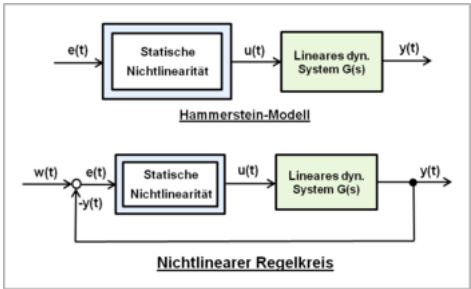 e(t)
Statische
Nichtlinearität
u(t)
Lineares dyn.
System G(s)
y(t)
Hammerstein-Modell
w(t)
e(t)
-y(t)
Statische
Nichtlinearität
u(t)
Lineares dyn.
System G(s)
y(t)
Nichtlinearer Regelkreis